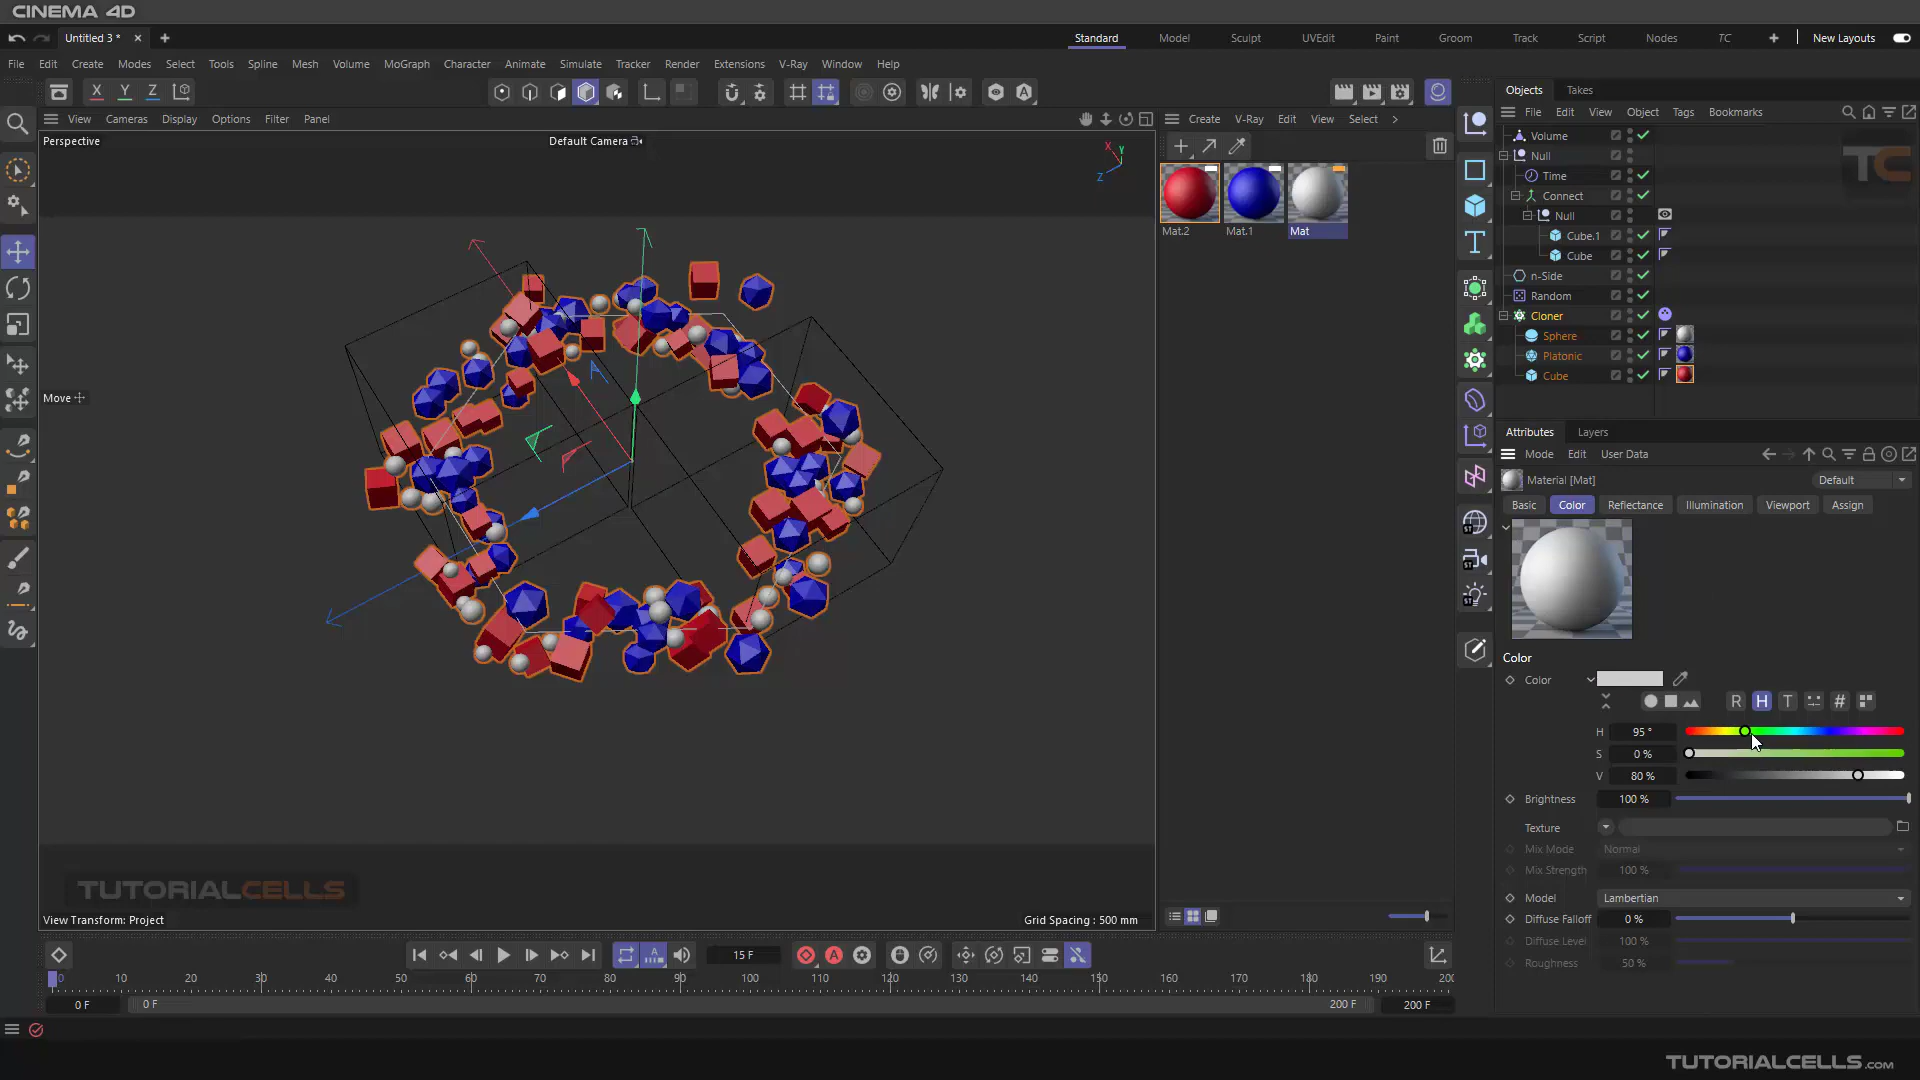 CINEMA 4D
Untitled 3 *
Standard
Model
Sculpt
UVEdit
Paint
Groom
Track
Script
Nodes
TC
New Layouts
File Edit Create Modes Select Tools Spline Mesh Volume MoGraph Character Animate Simulate Tracker Render Extensions V-Ray Window Help
X Y Z
View Cameras Display Options Filter Panel
Perspective
Default Camera
X Y Z
Move
TUTORIALCELLS
View Transform: Project
Grid Spacing : 500 mm
Create V-Ray Edit View Select
Mat.2
Mat.1
Mat
Objects Takes
File Edit View Object Tags Bookmarks
TC
Volume
Null
Time
Connect
Null
Cube.1
Cube
n-Side
Random
Cloner
Sphere
Platonic
Cube
Attributes Layers
Mode Edit User Data
Material [Mat]
Default
Basic Color Reflectance Illumination Viewport Assign
Color
Color
R H T #
H 95 °
S 0 %
V 80 %
Brightness 100 %
Texture
Mix Mode Normal
Mix Strength 100 %
Model Lambertian
Diffuse Falloff 0 %
Diffuse Level 100 %
Roughness 50 %
15 F
0 10 20 30 40 50 60 70 80 90 100 110 120 130 140 150 160 170 180 190 200
0 F
0 F
200 F
200 F
TUTORIALCELLS.com